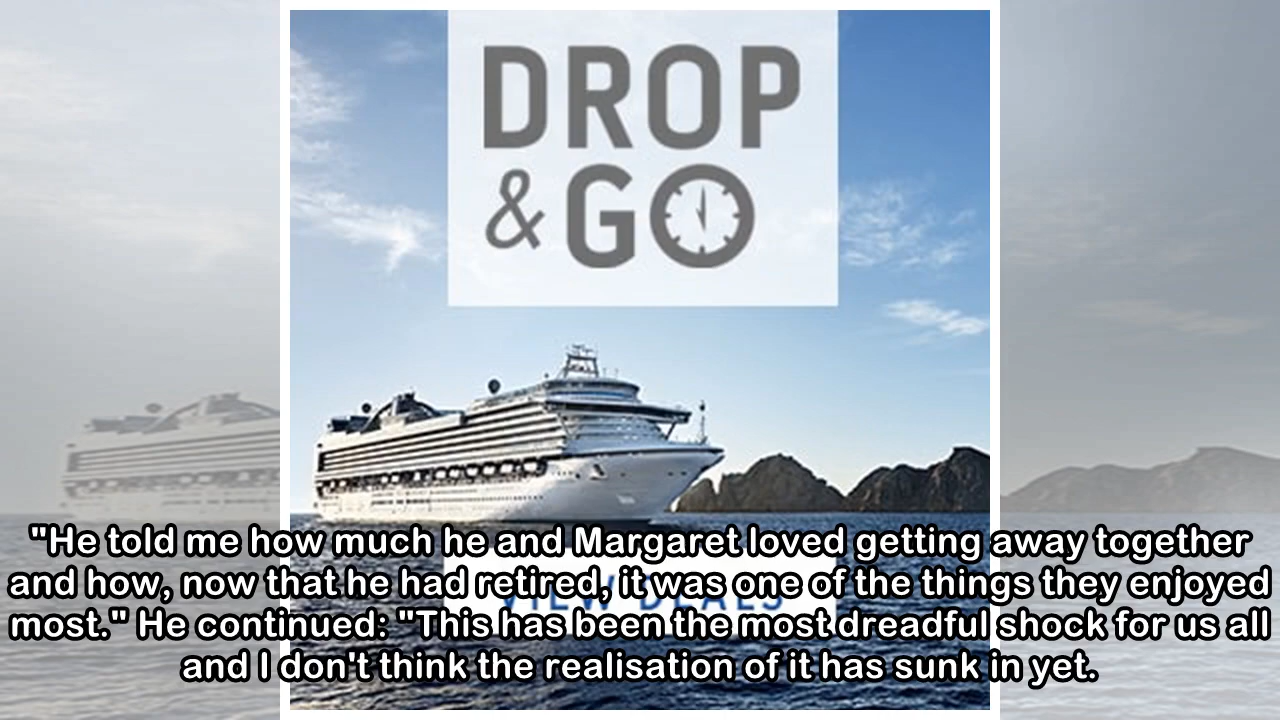 DROP
& GO
VIEW DEALS
"He told me how much he and Margaret loved getting away together
and how, now that he had retired, it was one of the things they enjoyed
most." He continued: "This has been the most dreadful shock for us all
and I don't think the realisation of it has sunk in yet.